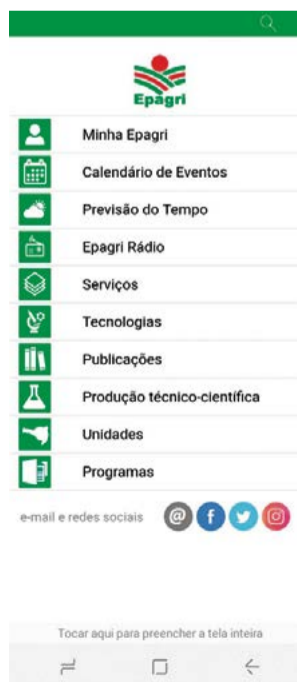 Epagri
Minha Epagri
Calendário de Eventos
Previsão do Tempo
Epagri Rádio
Serviços
Tecnologias
Publicações
Produção técnico-científica
Unidades
Programas
e-mail e redes sociais @ f
Tocar aqui para preencher a tela inteira